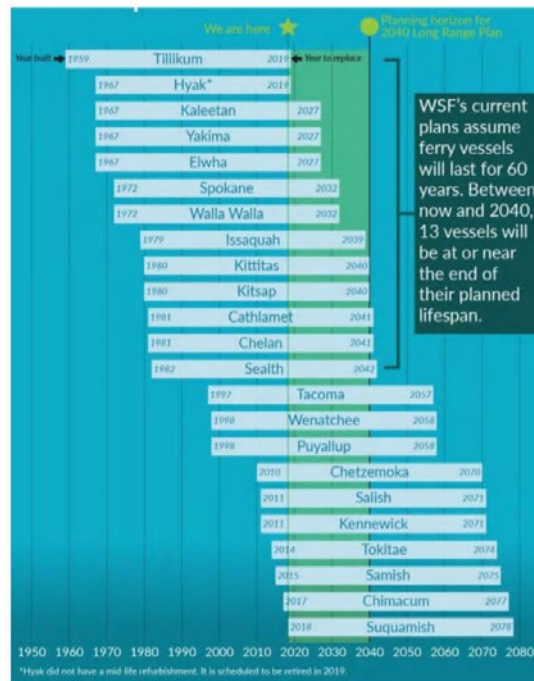 We are here
Planning horizon for
2040 Long Range Plan
Year built 1959 Tillikum 2019 Year to replace
1967 Hyak* 2019
1967 Kaleetan 2027
1967 Yakima 2027
1967 Elwha 2027
1972 Spokane 2032
1972 Walla Walla 2032
1979 Issaquah 2039
1980 Kittitas 2040
1980 Kitsap 2040
1981 Cathlamet 2041
1981 Chelan 2041
1982 Sealth 2042
WSF's current
plans assume
ferry vessels
will last for 60
years. Between
now and 2040,
13 vessels will
be at or near
the end of
their planned
lifespan.
1997 Tacoma 2057
1998 Wenatchee 2058
1998 Puyallup 2058
2010 Chetzemoka 2070
2011 Salish 2071
2011 Kennewick 2071
2014 Tokitae 2074
2015 Samish 2075
2017 Chimacum 2077
2018 Suquamish 2078
1950 1960 1970 1980 1990 2000 2010 2020 2030 2040 2050 2060 2070 2080
*Hyak did not have a mid-life refurbishment. It is scheduled to be retired in 2019.